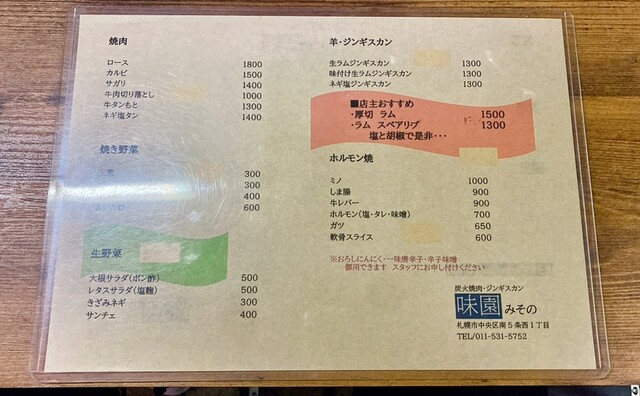 焼肉
ロース 1800
カルビ 1500
サガリ 1400
牛肉切り落とし 1000
牛タンもと 1300
ネギ塩タン 1400
焼き野菜
300
300
400
600
生野菜
大根サラダ(ポン酢) 500
レタスサラダ(塩麹) 500
きざみネギ 300
サンチェ 400
羊・ジンギスカン
生ラムジンギスカン 1300
味付け生ラムジンギスカン 1300
ネギ塩ジンギスカン 1300
■店主おすすめ
・厚切 ラム 1500
・ラム スペアリブ 1300
塩と胡椒で是非・・・
ホルモン焼
ミノ 1000
しま腸 900
牛レバー 900
ホルモン(塩・タレ・味噌) 700
ガツ 650
軟骨スライス 600
※おろしにんにく・一味唐辛子・辛子味噌
御用できます スタッフにお申し付けください
炭火焼肉・ジンギスカン
味園 みその
札幌市中央区南5条西1丁目
TEL/011-531-5752